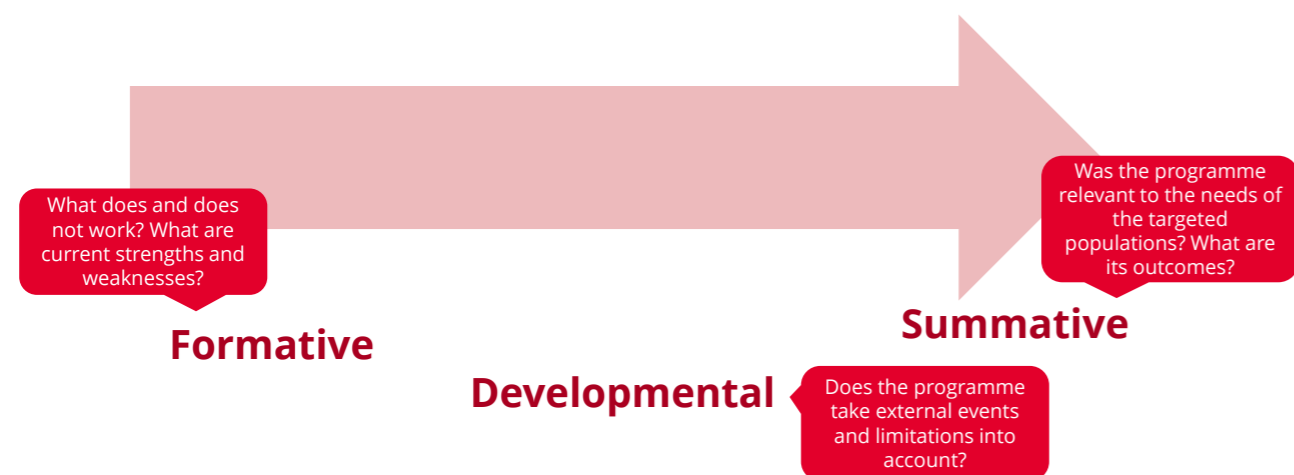 What does and does
not work? What are
current strengths and
weaknesses?
Formative
Was the programme
relevant to the needs of
the targeted
populations? What are
its outcomes?
Summative
Developmental
Does the programme
take external events
and limitations into
account?